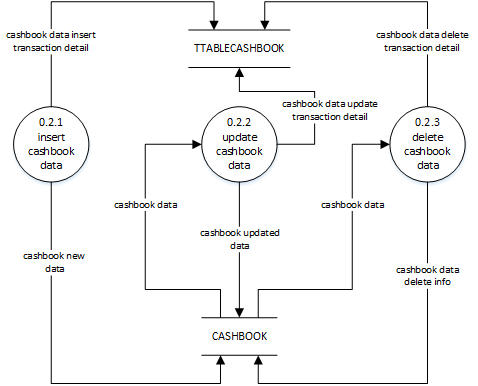 cashbook data insert
transaction detail
TTABLECASHBOOK
cashbook data delete
transaction detail
cashbook data update
transaction detail
0.2.1
insert
cashbook
data
0.2.2
update
cashbook
data
0.2.3
delete
cashbook
data
cashbook data
cashbook data
cashbook updated
data
cashbook new
data
cashbook data
delete info
CASHBOOK